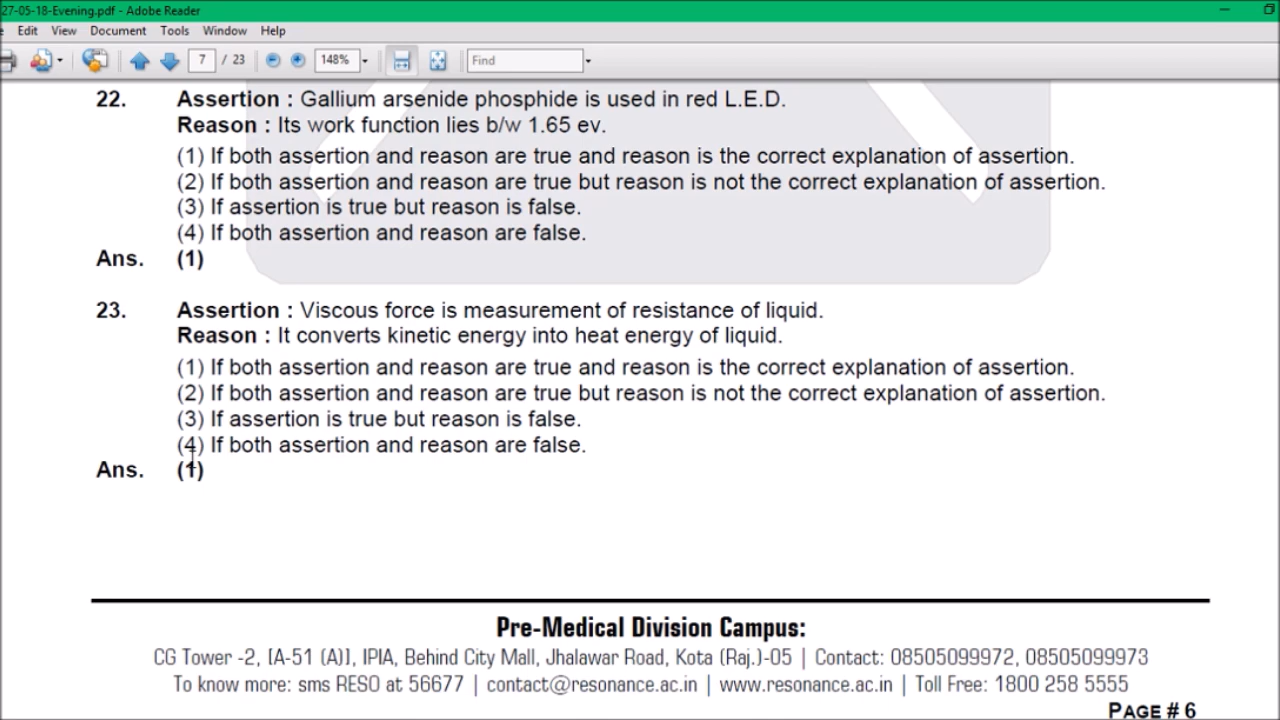 27-05-18-Evening.pdf - Adobe Reader
Edit View Document Tools Window Help
7 / 23 148% Find
22. Assertion : Gallium arsenide phosphide is used in red L.E.D.
Reason : Its work function lies b/w 1.65 ev.
(1) If both assertion and reason are true and reason is the correct explanation of assertion.
(2) If both assertion and reason are true but reason is not the correct explanation of assertion.
(3) If assertion is true but reason is false.
(4) If both assertion and reason are false.
Ans. (1)
23. Assertion : Viscous force is measurement of resistance of liquid.
Reason : It converts kinetic energy into heat energy of liquid.
(1) If both assertion and reason are true and reason is the correct explanation of assertion.
(2) If both assertion and reason are true but reason is not the correct explanation of assertion.
(3) If assertion is true but reason is false.
(4) If both assertion and reason are false.
Ans. (1)
Pre-Medical Division Campus:
CG Tower -2, [A-51 (A)], IPIA, Behind City Mall, Jhalawar Road, Kota (Raj.)-05 | Contact: 08505099972, 08505099973
To know more: sms RESO at 56677 | contact@resonance.ac.in | www.resonance.ac.in | Toll Free: 1800 258 5555
PAGE # 6